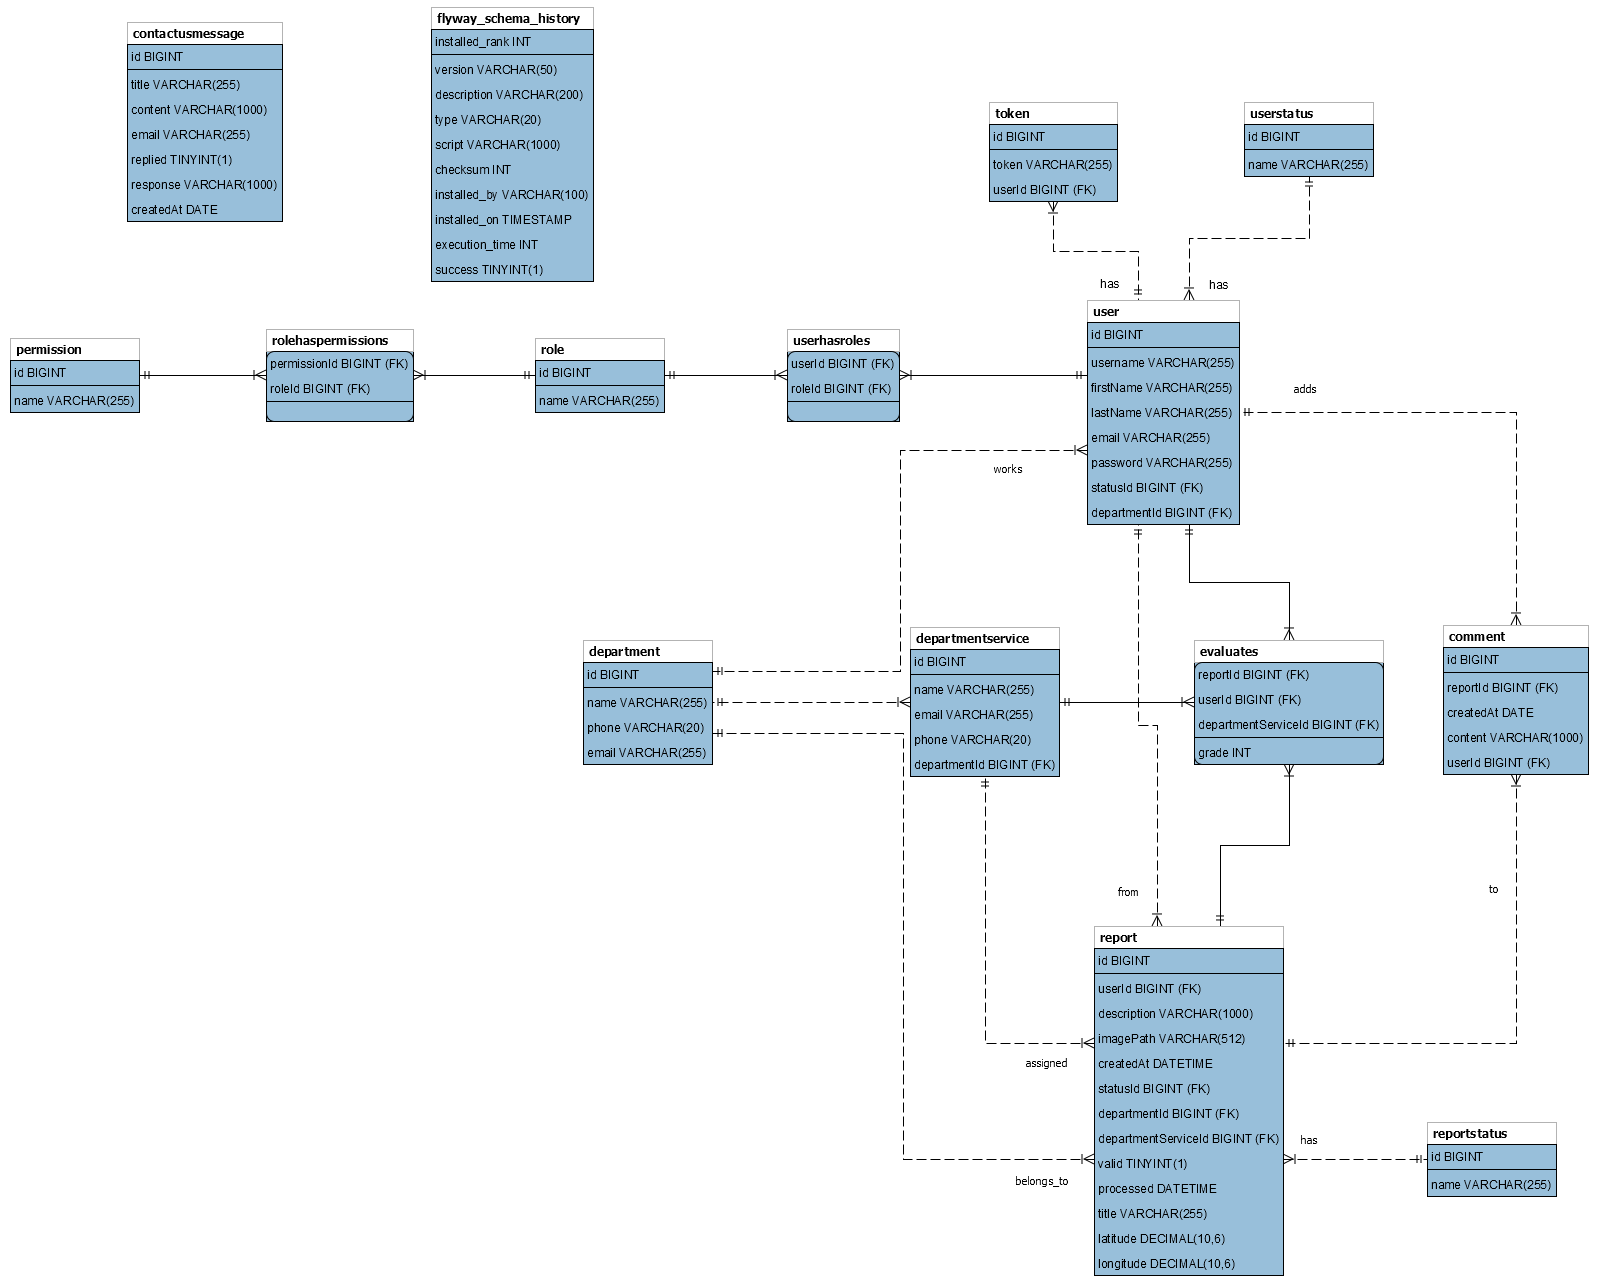 contactusmessage
id BIGINT
title VARCHAR(255)
content VARCHAR(1000)
email VARCHAR(255)
replied TINYINT(1)
response VARCHAR(1000)
createdAt DATE
flyway_schema_history
installed_rank INT
version VARCHAR(50)
description VARCHAR(200)
type VARCHAR(20)
script VARCHAR(1000)
checksum INT
installed_by VARCHAR(100)
installed_on TIMESTAMP
execution_time INT
success TINYINT(1)
token
id BIGINT
token VARCHAR(255)
userId BIGINT (FK)
userstatus
id BIGINT
name VARCHAR(255)
has
has
permission
id BIGINT
name VARCHAR(255)
rolehaspermissions
permissionId BIGINT (FK)
roleId BIGINT (FK)
role
id BIGINT
name VARCHAR(255)
userhasroles
userId BIGINT (FK)
roleId BIGINT (FK)
user
id BIGINT
username VARCHAR(255)
firstName VARCHAR(255)
lastName VARCHAR(255)
email VARCHAR(255)
password VARCHAR(255)
statusId BIGINT (FK)
departmentId BIGINT (FK)
adds
works
department
id BIGINT
name VARCHAR(255)
phone VARCHAR(20)
email VARCHAR(255)
departmentservice
id BIGINT
name VARCHAR(255)
email VARCHAR(255)
phone VARCHAR(20)
departmentId BIGINT (FK)
evaluates
reportId BIGINT (FK)
userId BIGINT (FK)
departmentServiceId BIGINT (FK)
grade INT
comment
id BIGINT
reportId BIGINT (FK)
createdAt DATE
content VARCHAR(1000)
userId BIGINT (FK)
from
to
assigned
belongs_to
report
id BIGINT
userId BIGINT (FK)
description VARCHAR(1000)
imagePath VARCHAR(512)
createdAt DATETIME
statusId BIGINT (FK)
departmentId BIGINT (FK)
departmentServiceId BIGINT (FK)
valid TINYINT(1)
processed DATETIME
title VARCHAR(255)
latitude DECIMAL(10,6)
longitude DECIMAL(10,6)
has
reportstatus
id BIGINT
name VARCHAR(255)